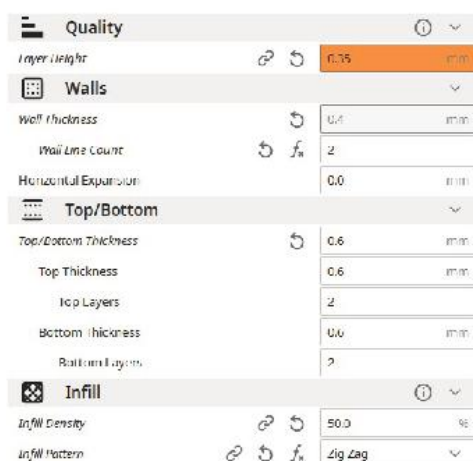 Quality
Layer Height 0.35 mm
Walls
Wall Thickness 0.4 mm
Wall Line Count 2
Horizontal Expansion 0.0 mm
Top/Bottom
Top/Bottom Thickness 0.6 mm
Top Thickness 0.6 mm
Top Layers 2
Bottom Thickness 0.6 mm
Bottom Layers 2
Infill
Infill Density 50.0 %
Infill Pattern Zig Zag